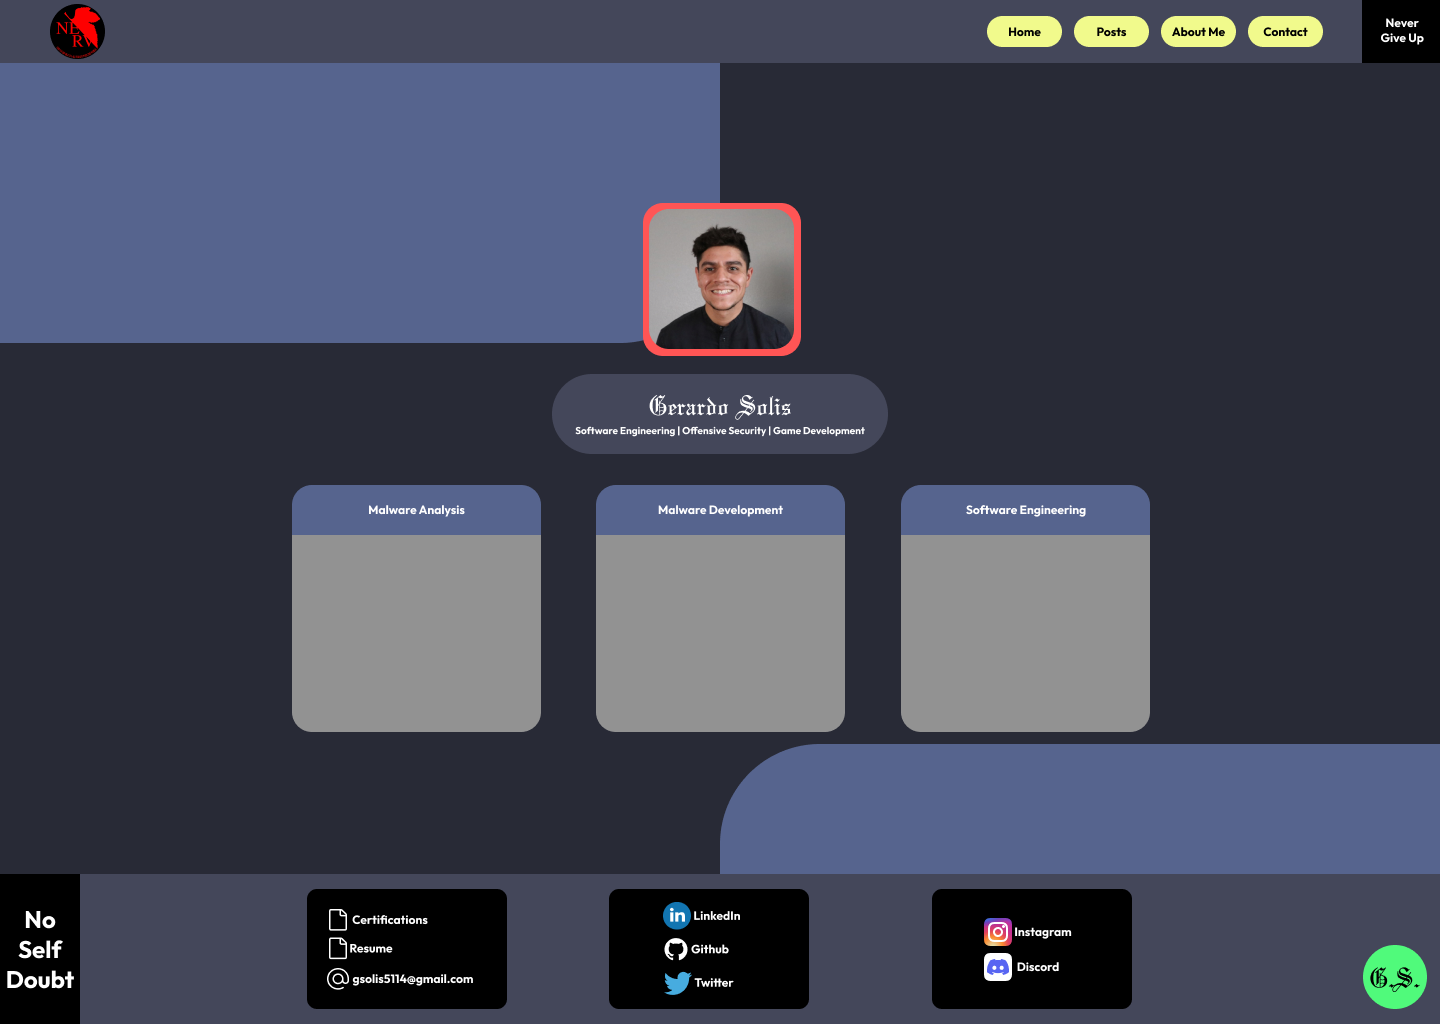 NERV
Home
Posts
About Me
Contact
Never
Give Up
Gerardo Solis
Software Engineering | Offensive Security | Game Development
Malware Analysis
Malware Development
Software Engineering
No
Self
Doubt
Certifications
Resume
gsolis5114@gmail.com
in LinkedIn
Github
Twitter
Instagram
Discord
G.S.